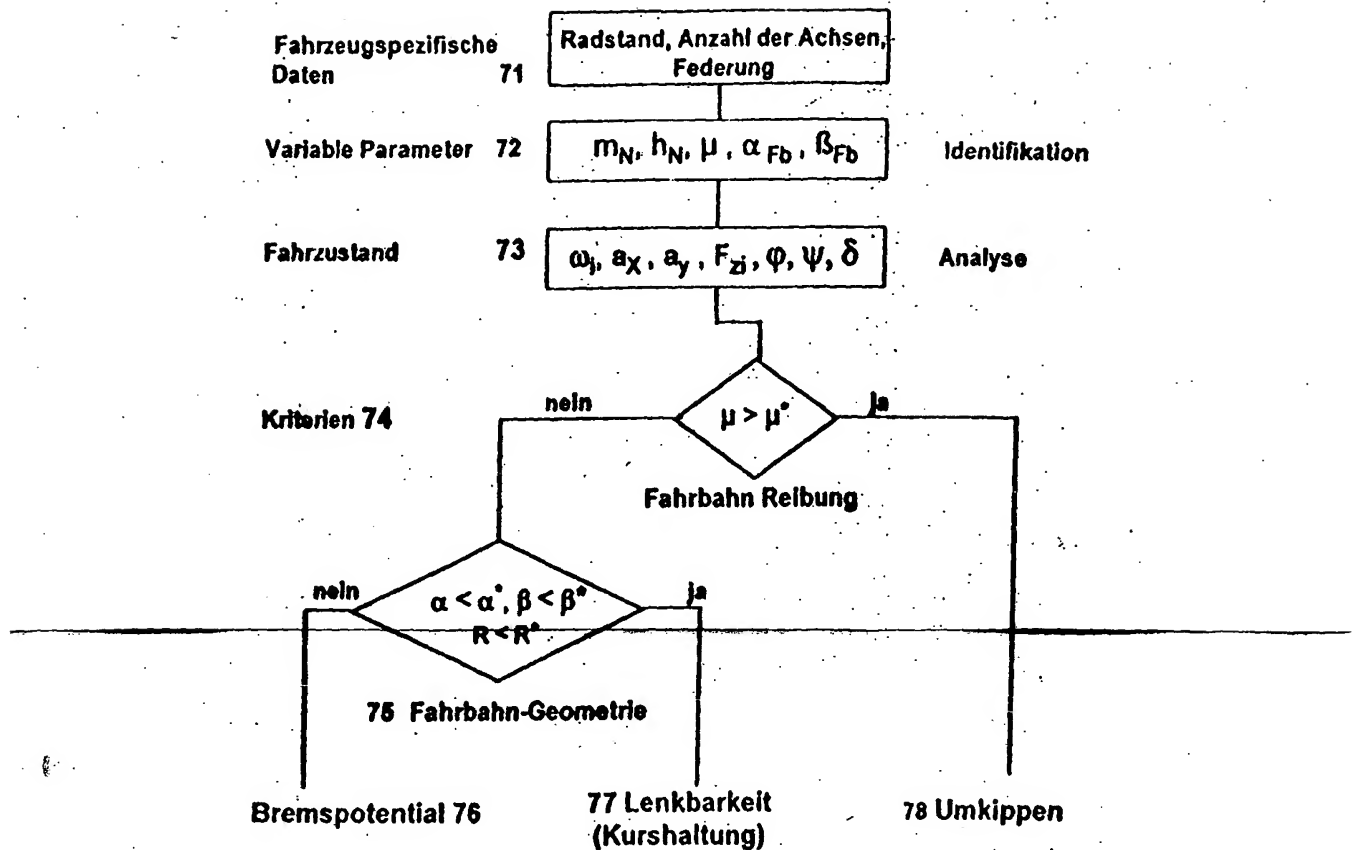 Fahrzeugspezifische
Daten 71
Radstand, Anzahl der Achsen,
Federung
Variable Parameter 72
m_N, h_N, μ, α_Fb, ß_Fb
Identifikation
Fahrzustand 73
ω_i, a_x, a_y, F_zi, φ, ψ, δ
Analyse
Kriterien 74
nein
μ > μ*
ja
Fahrbahn Reibung
nein
α < α*, β < β*
R < R*
ja
75 Fahrbahn-Geometrie
Bremspotential 76
77 Lenkbarkeit
(Kurshaltung)
78 Umkippen